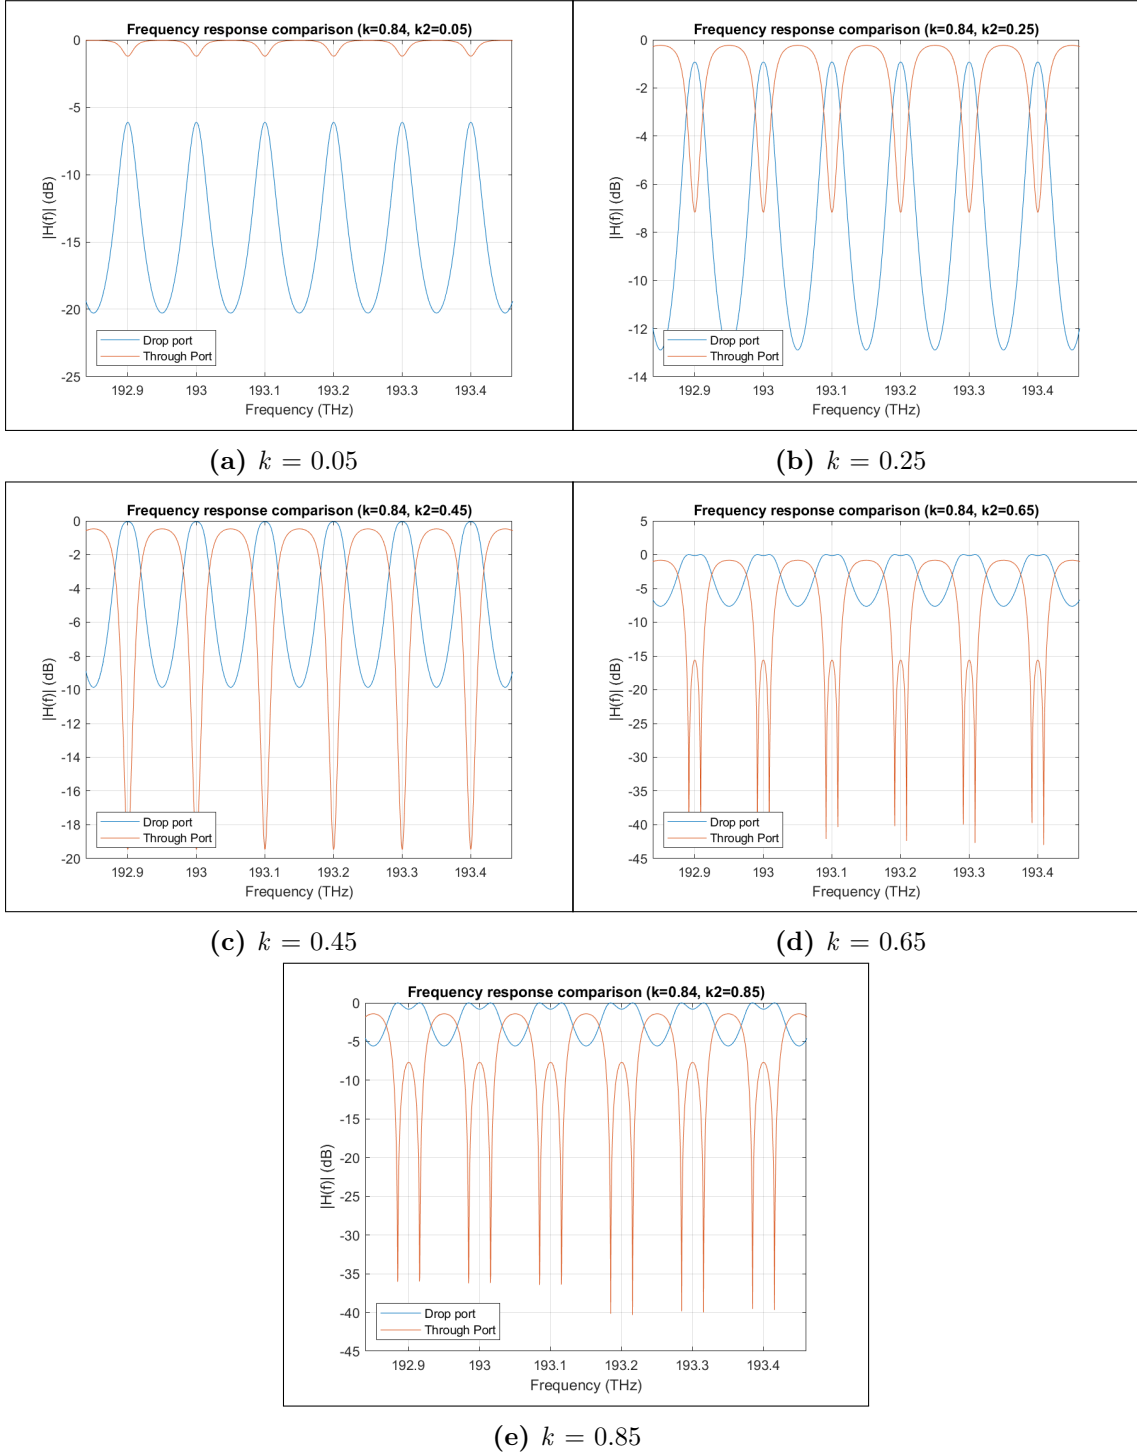 Frequency response comparison (k=0.84, k2=0.05)
0
-5
-10
-15
-20
-25
|H(f)| (dB)
Drop port
Through Port
192.9 193 193.1 193.2 193.3 193.4
Frequency (THz)
(a) k = 0.05
Frequency response comparison (k=0.84, k2=0.25)
0
-2
-4
-6
-8
-10
-12
-14
|H(f)| (dB)
Drop port
Through Port
192.9 193 193.1 193.2 193.3 193.4
Frequency (THz)
(b) k = 0.25
Frequency response comparison (k=0.84, k2=0.45)
0
-2
-4
-6
-8
-10
-12
-14
-16
-18
-20
|H(f)| (dB)
Drop port
Through Port
192.9 193 193.1 193.2 193.3 193.4
Frequency (THz)
(c) k = 0.45
Frequency response comparison (k=0.84, k2=0.65)
5
0
-5
-10
-15
-20
-25
-30
-35
-40
-45
|H(f)| (dB)
Drop port
Through Port
192.9 193 193.1 193.2 193.3 193.4
Frequency (THz)
(d) k = 0.65
Frequency response comparison (k=0.84, k2=0.85)
0
-5
-10
-15
-20
-25
-30
-35
-40
-45
|H(f)| (dB)
Drop port
Through Port
192.9 193 193.1 193.2 193.3 193.4
Frequency (THz)
(e) k = 0.85